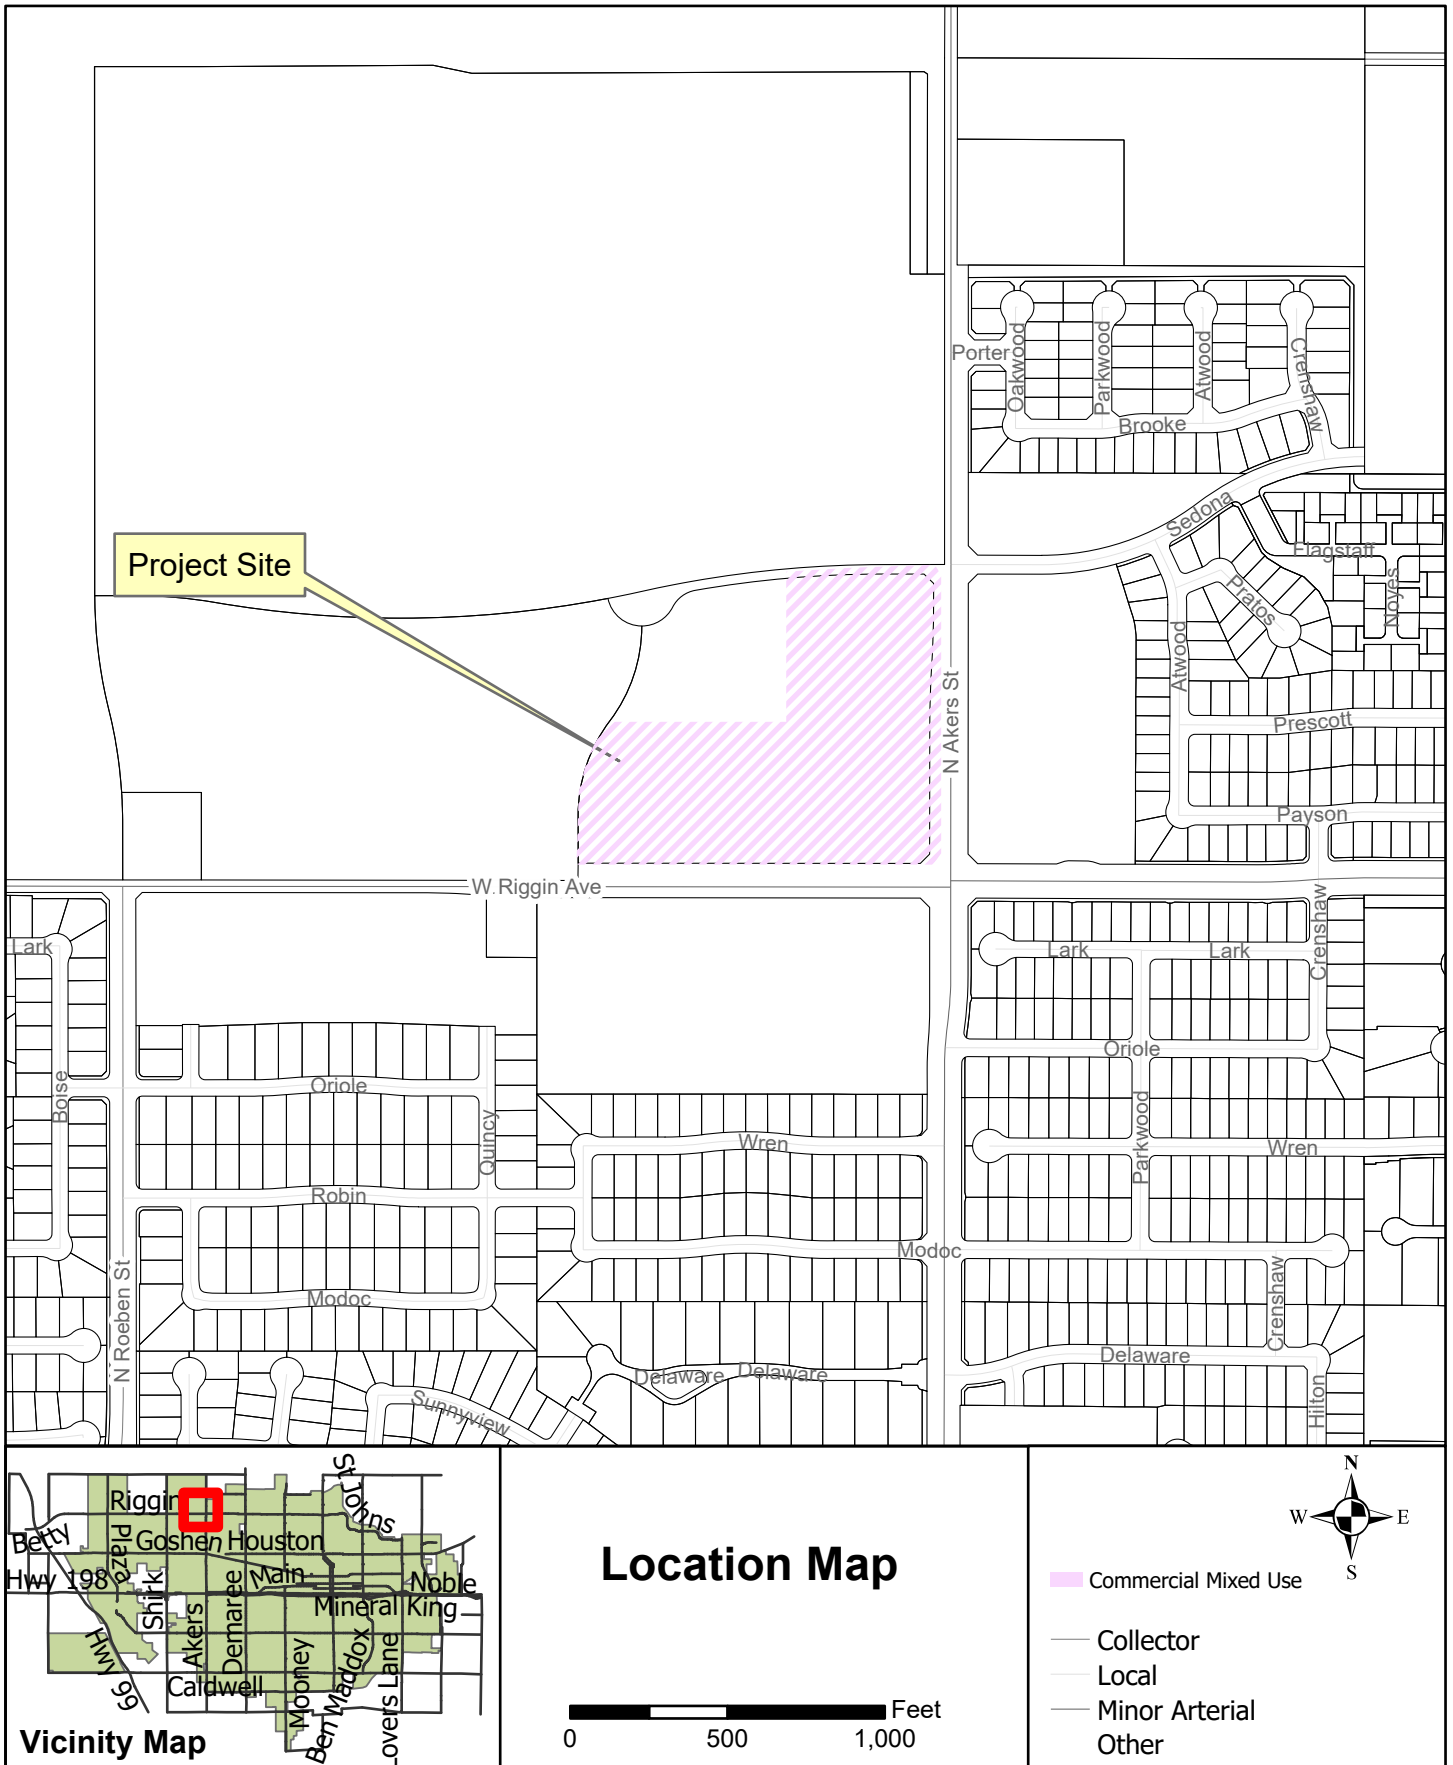 Porter
Oakwood
Parkwood
Atwood
Crenshaw
Brooke
Sedona
Flagstaff
Noyes
Pratos
Atwood
Project Site
N Akers St
Prescott
Payson
W Riggin Ave
Crenshaw
Lark
Lark
Lark
Oriole
Boise
Oriole
Quincy
Wren
Parkwood
Wren
Robin
Modoc
N Roeben St
Modoc
Crenshaw
Delaware
Delaware
Delaware
Sunnyview
Hilton
Riggin
St Johns
Betty
Plaza
Goshen
Houston
Hwy 198
Shirk
Main
Noble
Akers
Demaree
Mineral King
Hwy 99
Caldwell
Mooney
Ben Maddox
Lovers Lane
Vicinity Map
Location Map
Feet
0 500 1,000
N
W E
S
Commercial Mixed Use
Collector
Local
Minor Arterial
Other